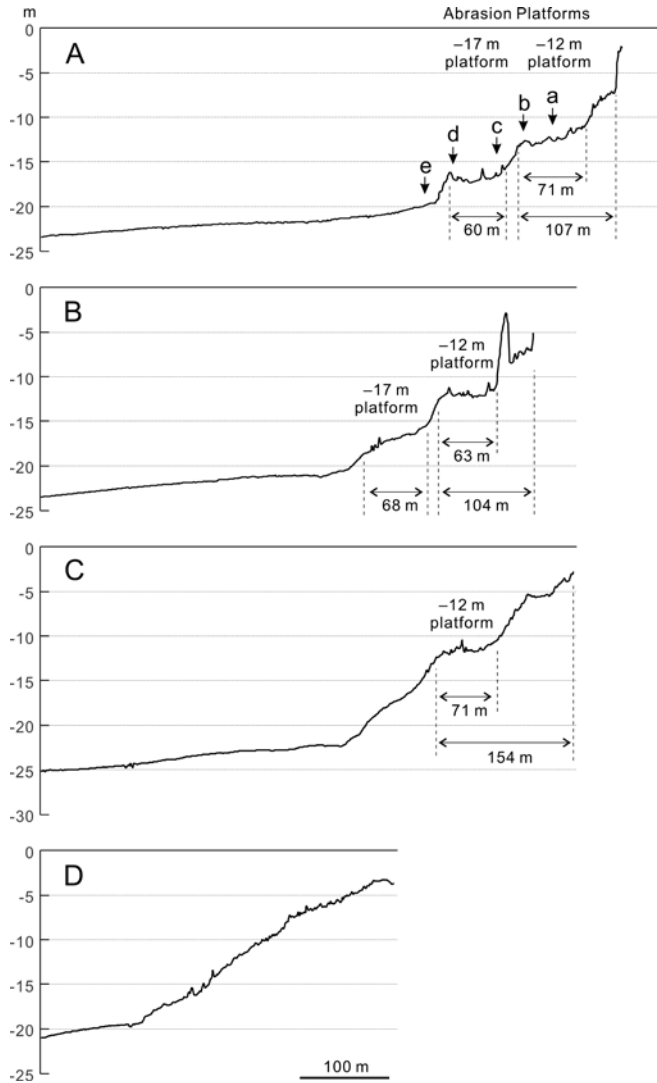 m
Abrasion Platforms
0
-5
-10
-15
-20
-25
A
–17 m
platform
–12 m
platform
a
b
c
d
e
71 m
60 m
107 m
0
-5
-10
-15
-20
-25
B
–12 m
platform
–17 m
platform
63 m
68 m
104 m
0
-5
-10
-15
-20
-25
-30
C
–12 m
platform
71 m
154 m
0
-5
-10
-15
-20
-25
D
100 m